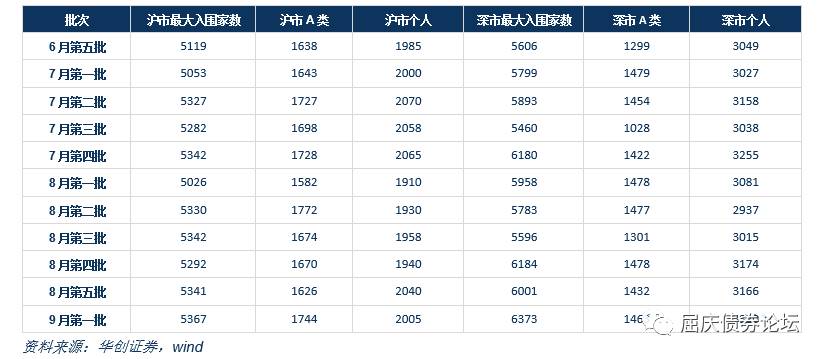 批次 沪市最大入围家数 沪市 A 类 沪市个人 深市最大入围家数 深市 A 类 深市个人
6 月第五批 5119 1638 1985 5606 1299 3049
7 月第一批 5053 1643 2000 5799 1479 3027
7 月第二批 5327 1727 2070 5893 1454 3158
7 月第三批 5282 1698 2058 5460 1028 3038
7 月第四批 5342 1728 2065 6180 1422 3255
8 月第一批 5026 1582 1910 5958 1478 3081
8 月第二批 5330 1772 1930 5783 1477 2937
8 月第三批 5342 1674 1958 5596 1301 3015
8 月第四批 5292 1670 1940 6184 1478 3174
8 月第五批 5341 1626 2040 6001 1432 3166
9 月第一批 5367 1744 2005 6373
屈庆债券论坛
资料来源：华创证券，wind